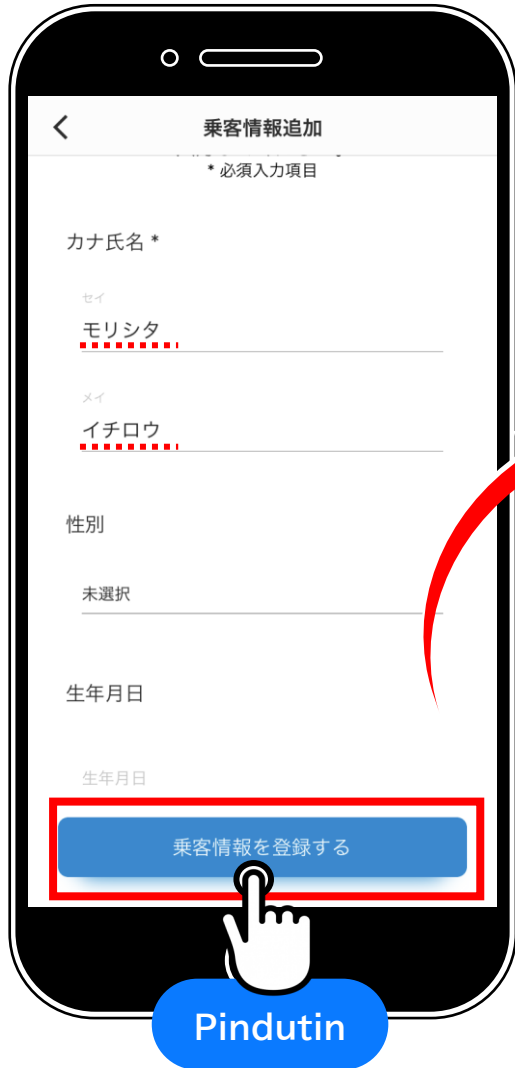 乗客情報追加
* 必須入力項目
カナ氏名 *
セイ
モリシタ
メイ
イチロウ
性別
未選択
生年月日
生年月日
乗客情報を登録する
Pindutin